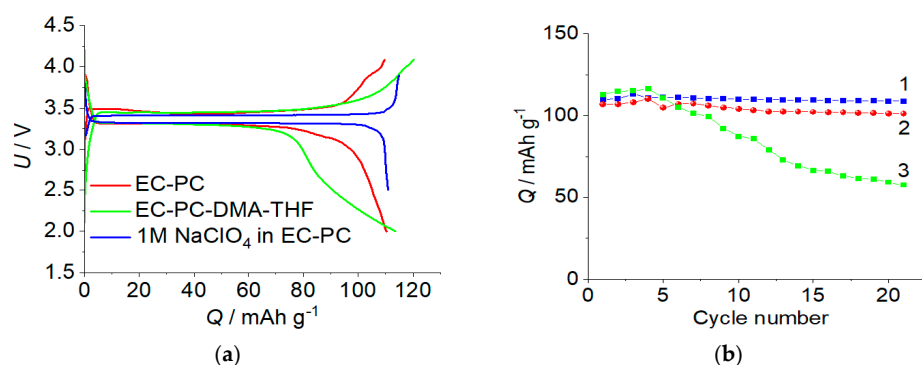 U / V
4.5
4.0
3.5
3.0
2.5
2.0
1.5
EC-PC
EC-PC-DMA-THF
1M NaClO₄ in EC-PC
0 20 40 60 80 100 120
Q / mAh g⁻¹
(a)
Q / mAh g⁻¹
150
100
50
0
1
2
3
0 5 10 15 20
Cycle number
(b)